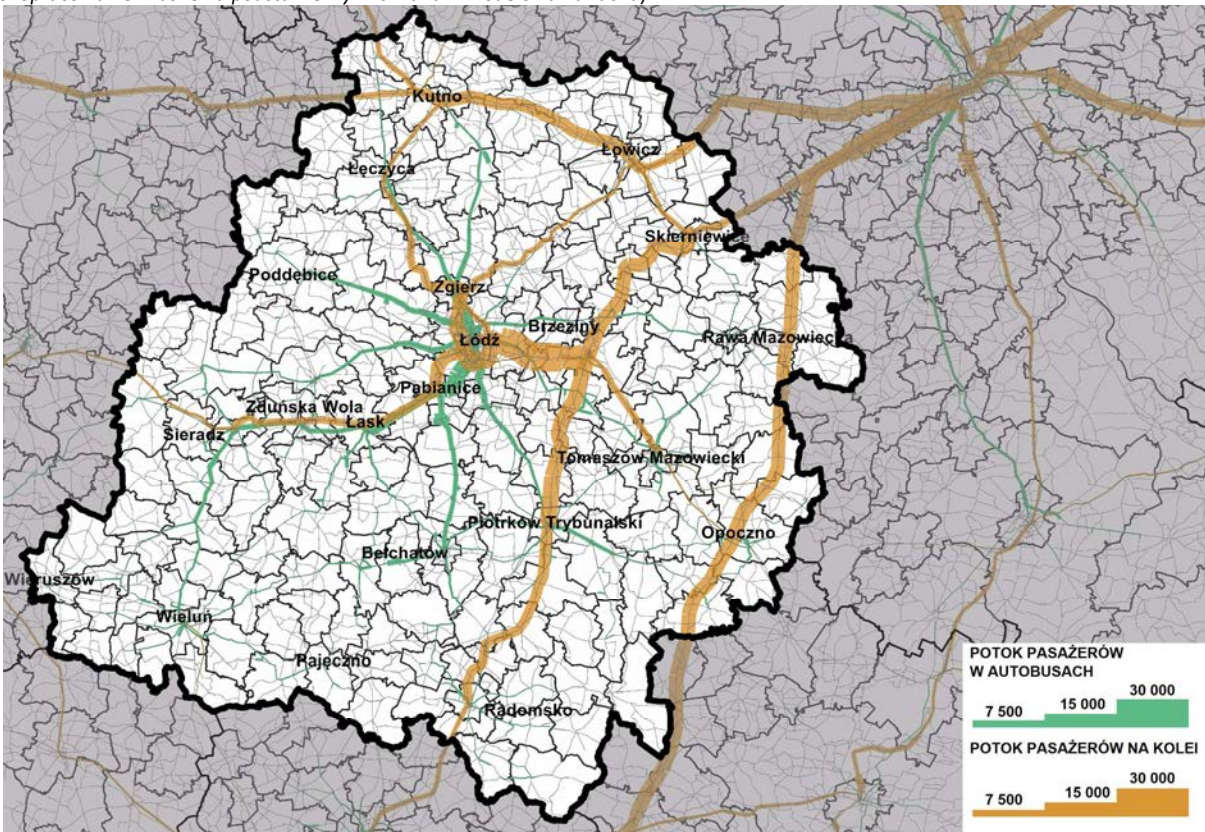 Kutno
Łowicz
Łęczyca
Skierniewice
Poddębice
Zgierz
Brzeziny
Rawa Mazowiecka
Łódź
Pabianice
Zduńska Wola
Łask
Sieradz
Tomaszów Mazowiecki
Piotrków Trybunalski
Opoczno
Bełchatów
Wieruszów
Wieluń
Pajęczno
Radomsko
POTOK PASAŻERÓW
W AUTOBUSACH
7 500 15 000 30 000
POTOK PASAŻERÓW NA KOLEI
7 500 15 000 30 000